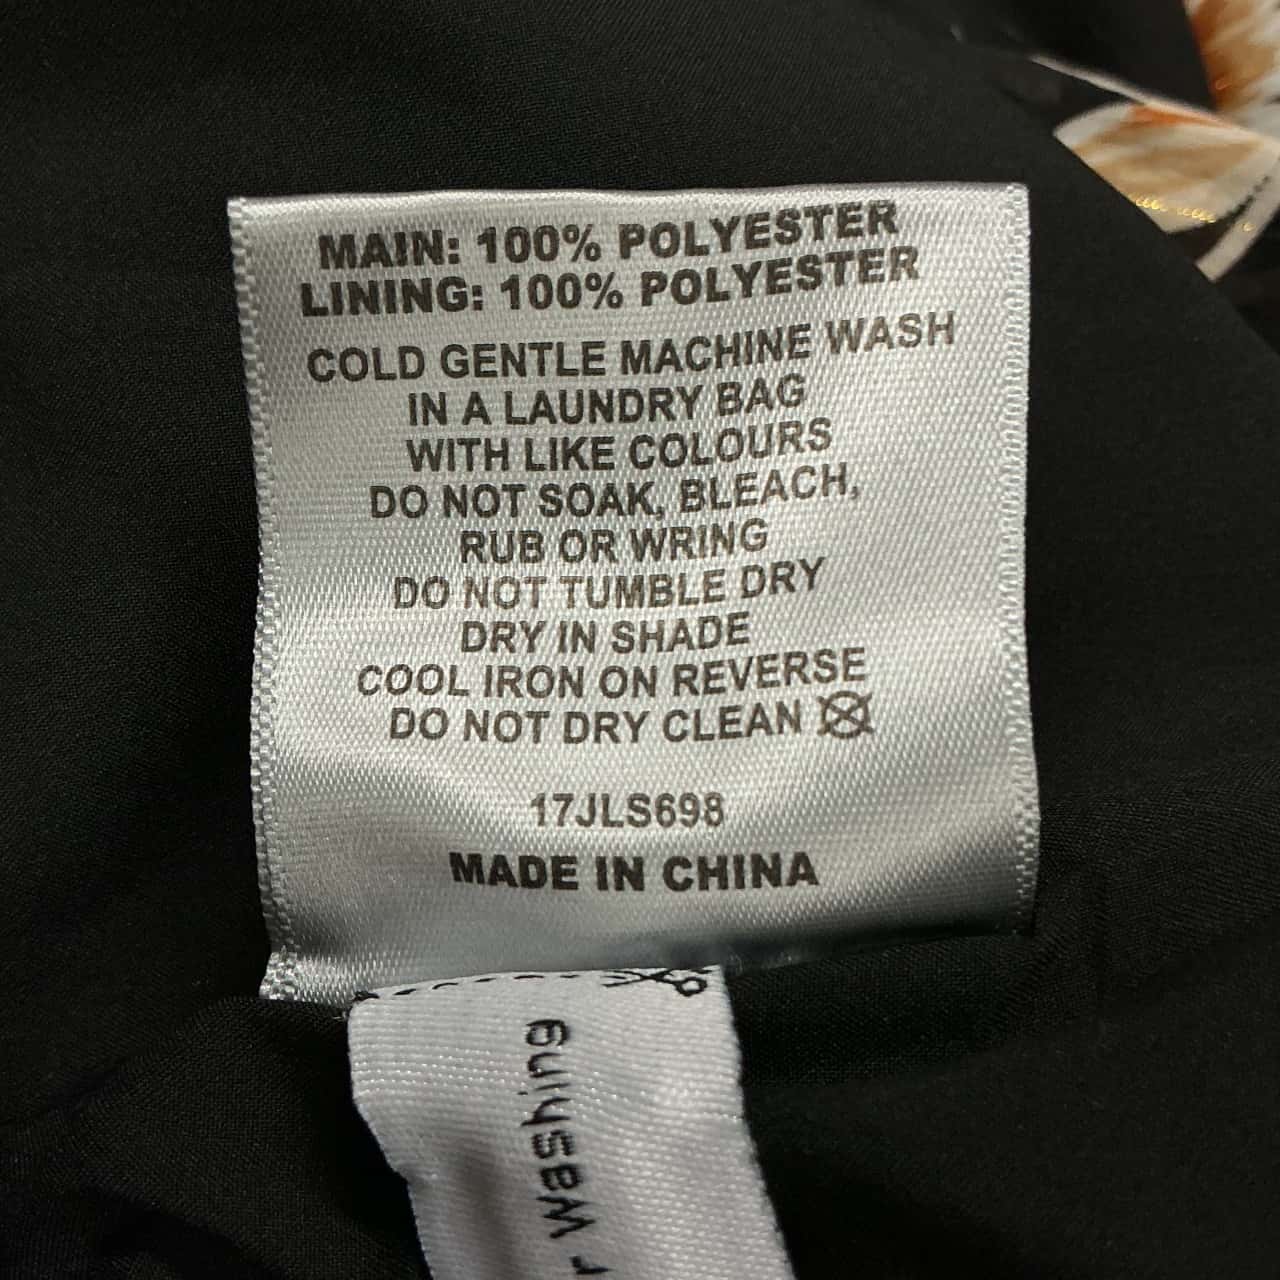 MAIN: 100% POLYESTER
LINING: 100% POLYESTER
COLD GENTLE MACHINE WASH
IN A LAUNDRY BAG
WITH LIKE COLOURS
DO NOT SOAK, BLEACH,
RUB OR WRING
DO NOT TUMBLE DRY
DRY IN SHADE
COOL IRON ON REVERSE
DO NOT DRY CLEAN
17JLS698
MADE IN CHINA
Washing